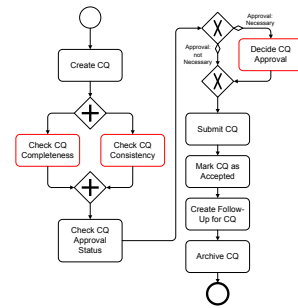 Create CQ
Check CQ
Completeness
Check CQ
Consistency
Check CQ
Approval
Status
Approval:
Necessary
Approval:
not
Necessary
Decide CQ
Approval
Submit CQ
Mark CQ as
Accepted
Create Follow-
Up for CQ
Archive CQ